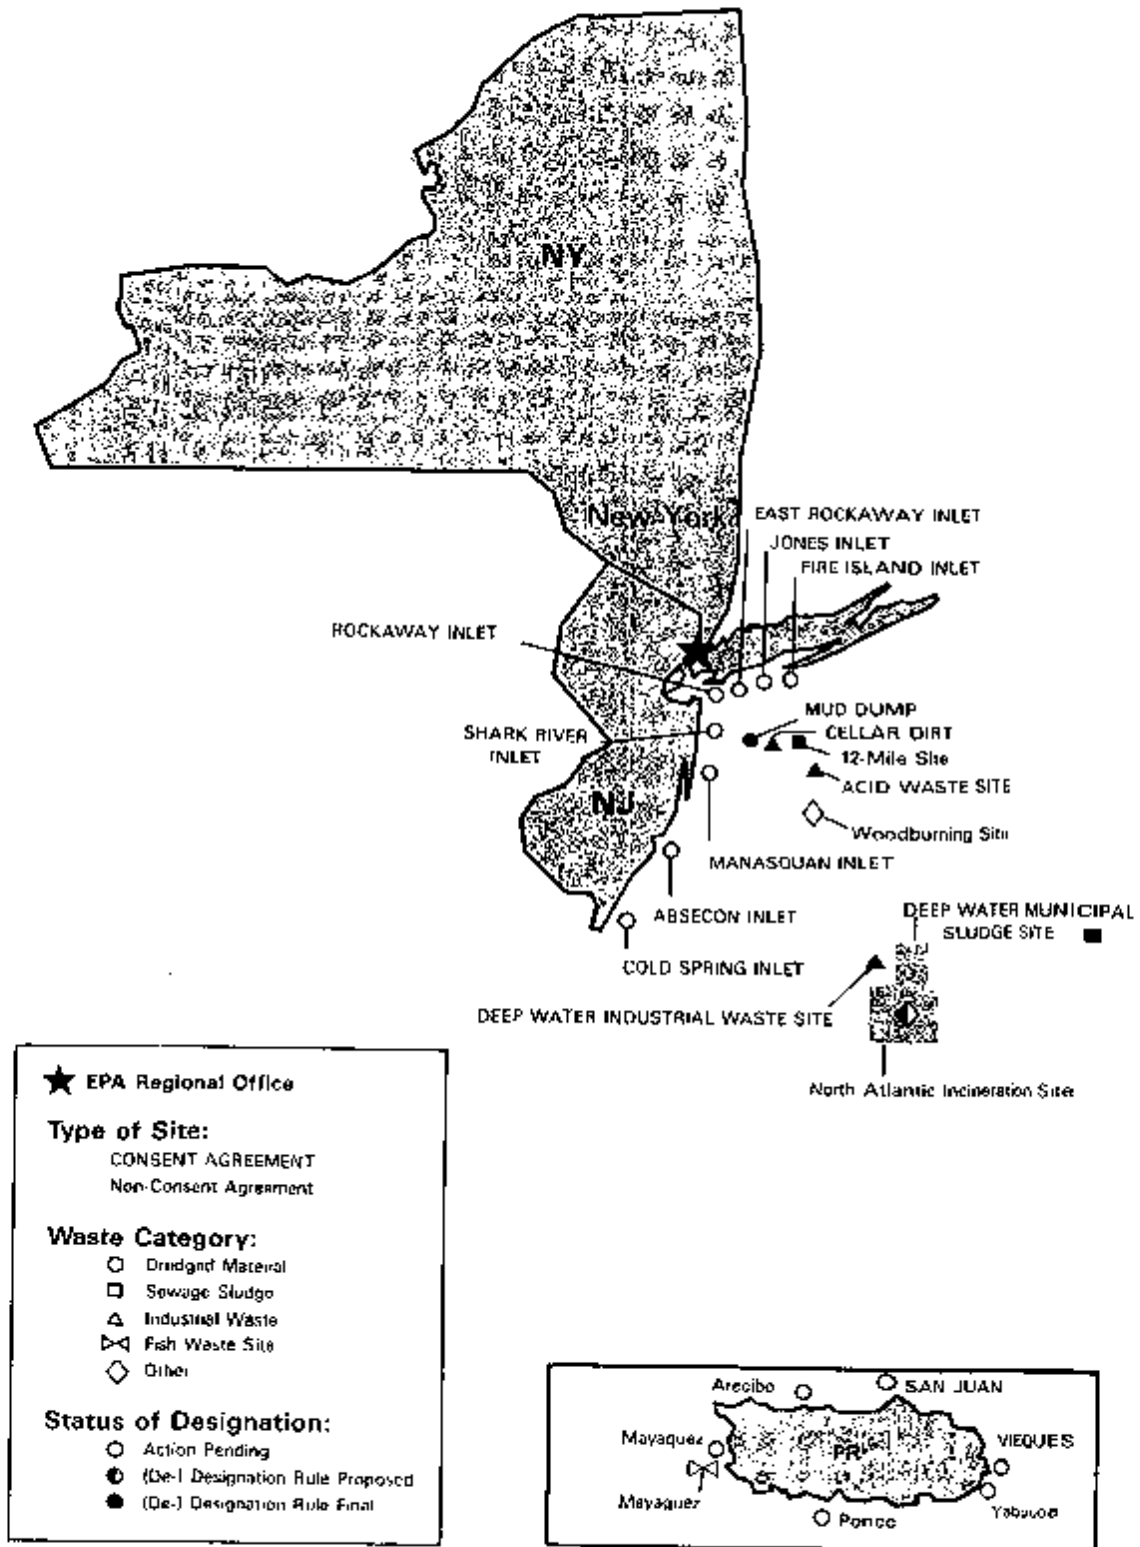 NY
New York
EAST ROCKAWAY INLET
JONES INLET
FIRE ISLAND INLET
ROCKAWAY INLET
SHARK RIVER
INLET
MUD DUMP
CELLAR DIRT
12-Mile Site
ACID WASTE SITE
Woodburning Site
NJ
MANASQUAN INLET
ABSECON INLET
COLD SPRING INLET
DEEP WATER MUNICIPAL
SLUDGE SITE
DEEP WATER INDUSTRIAL WASTE SITE
North Atlantic Incineration Site
EPA Regional Office
Type of Site:
CONSENT AGREEMENT
Non-Consent Agreement
Waste Category:
Dredged Material
Sewage Sludge
Industrial Waste
Fish Waste Site
Other
Status of Designation:
Action Pending
(De-) Designation Rule Proposed
(De-) Designation Rule Final
Arecibo
SAN JUAN
Mayaquez
PR
VIEQUES
Mayaguez
Ponce
Yabucoa